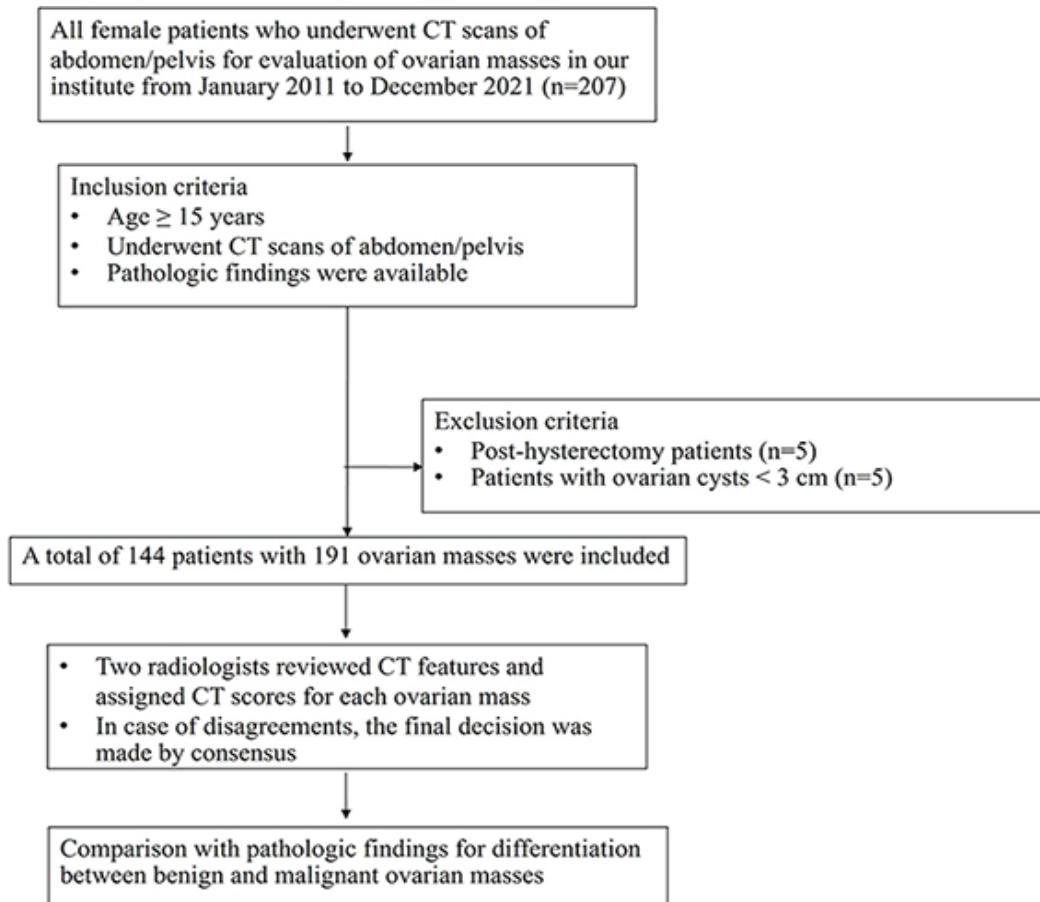 All female patients who underwent CT scans of
abdomen/pelvis for evaluation of ovarian masses in our
institute from January 2011 to December 2021 (n=207)
Inclusion criteria
• Age ≥ 15 years
• Underwent CT scans of abdomen/pelvis
• Pathologic findings were available
Exclusion criteria
• Post-hysterectomy patients (n=5)
• Patients with ovarian cysts < 3 cm (n=5)
A total of 144 patients with 191 ovarian masses were included
• Two radiologists reviewed CT features and
assigned CT scores for each ovarian mass
• In case of disagreements, the final decision was
made by consensus
Comparison with pathologic findings for differentiation
between benign and malignant ovarian masses